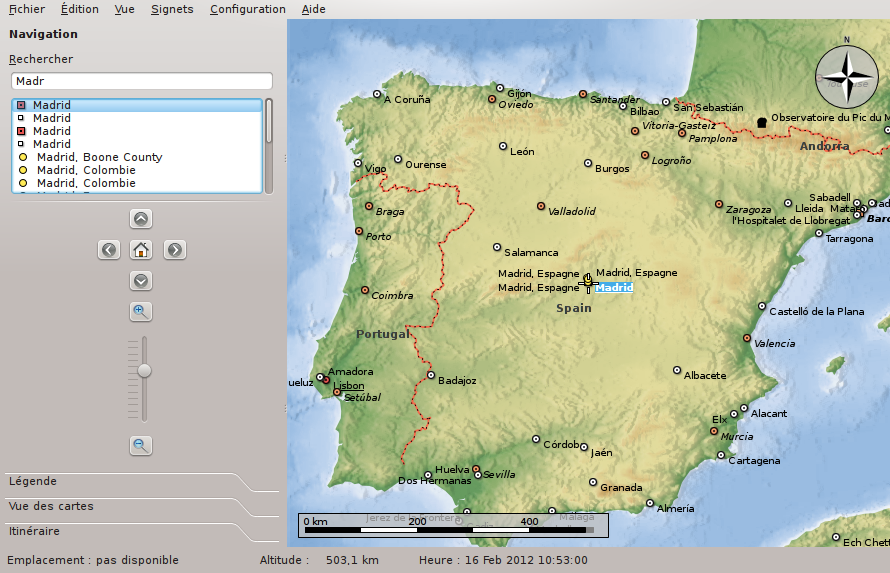 Fichier Édition Vue Signets Configuration Aide
Navigation
Rechercher
Madr
Madrid
Madrid
Madrid
Madrid
Madrid, Boone County
Madrid, Colombie
Madrid, Colombie
Légende
Vue des cartes
Itinéraire
N
Gijón
A Coruña
Oviedo
Santander
San Sebastián
Bilbao
Observatoire du Pic du M
Vitoria-Gasteiz
Pamplona
Andorra
León
Logroño
Ourense
Vigo
Burgos
Sabadell
Braga
Valladolid
Zaragoza
Lleida
l'Hospitalet de Llobregat
Porto
Tarragona
Salamanca
Madrid, Espagne
Madrid, Espagne
Madrid, Espagne
Madrid
Coimbra
Spain
Castelló de la Plana
Portugal
Valencia
Amadora
Badajoz
Albacete
ueluz
Lisbon
Setúbal
Alacant
Elx
Murcia
Córdob
Jaén
Cartagena
Huelva
Sevilla
Dos Hermanas
Granada
Almería
Jerez de la Frontera
Málaga
0 km 200 400
Ech Chett
Emplacement : pas disponible Altitude : 503,1 km Heure : 16 Feb 2012 10:53:00